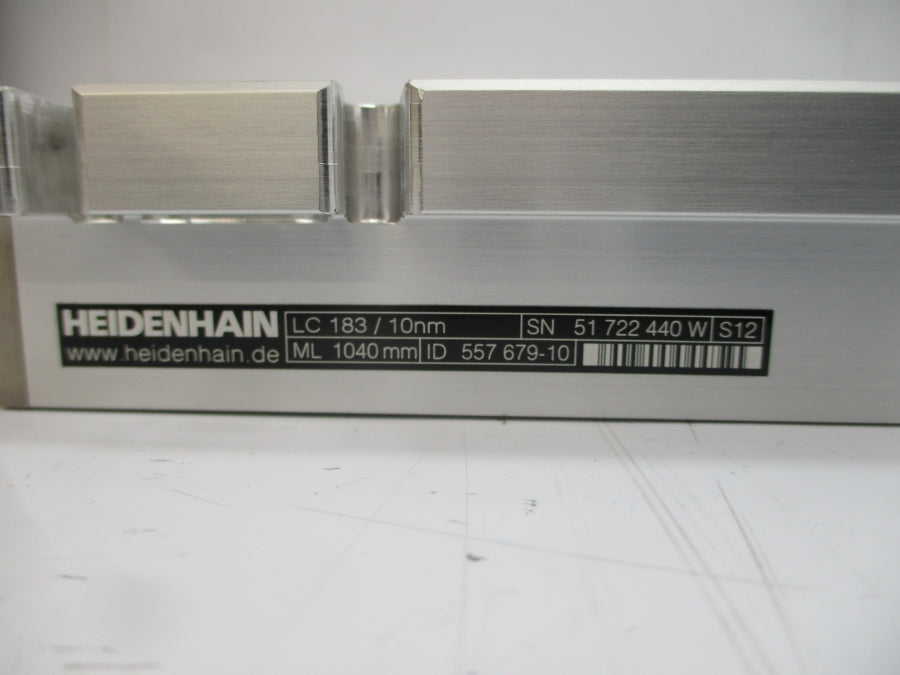 HEIDENHAIN LC 183 / 10nm SN 51 722 440 W S12
www.heidenhain.de ML 1040 mm ID 557 679-10